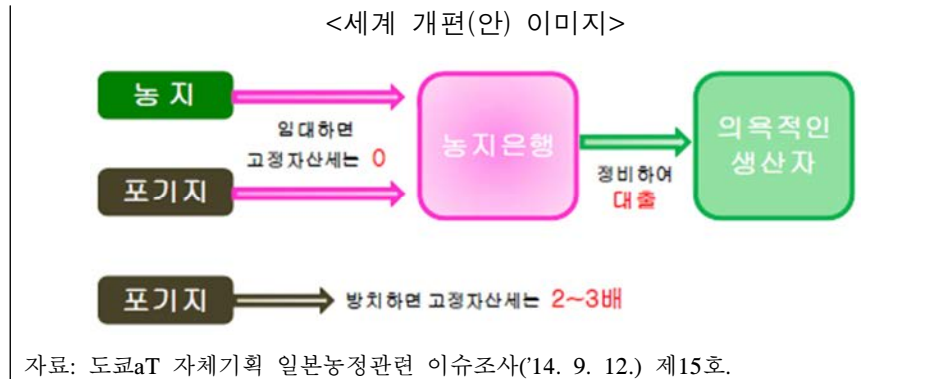 <세계 개편(안) 이미지>
농 지
임대하면
고정자산세는 0
포기지
농지은행
정비하여
대출
의욕적인
생산자
포기지
방치하면 고정자산세는 2~3배
자료: 도쿄aT 자체기획 일본농정관련 이슈조사('14. 9. 12.) 제15호.